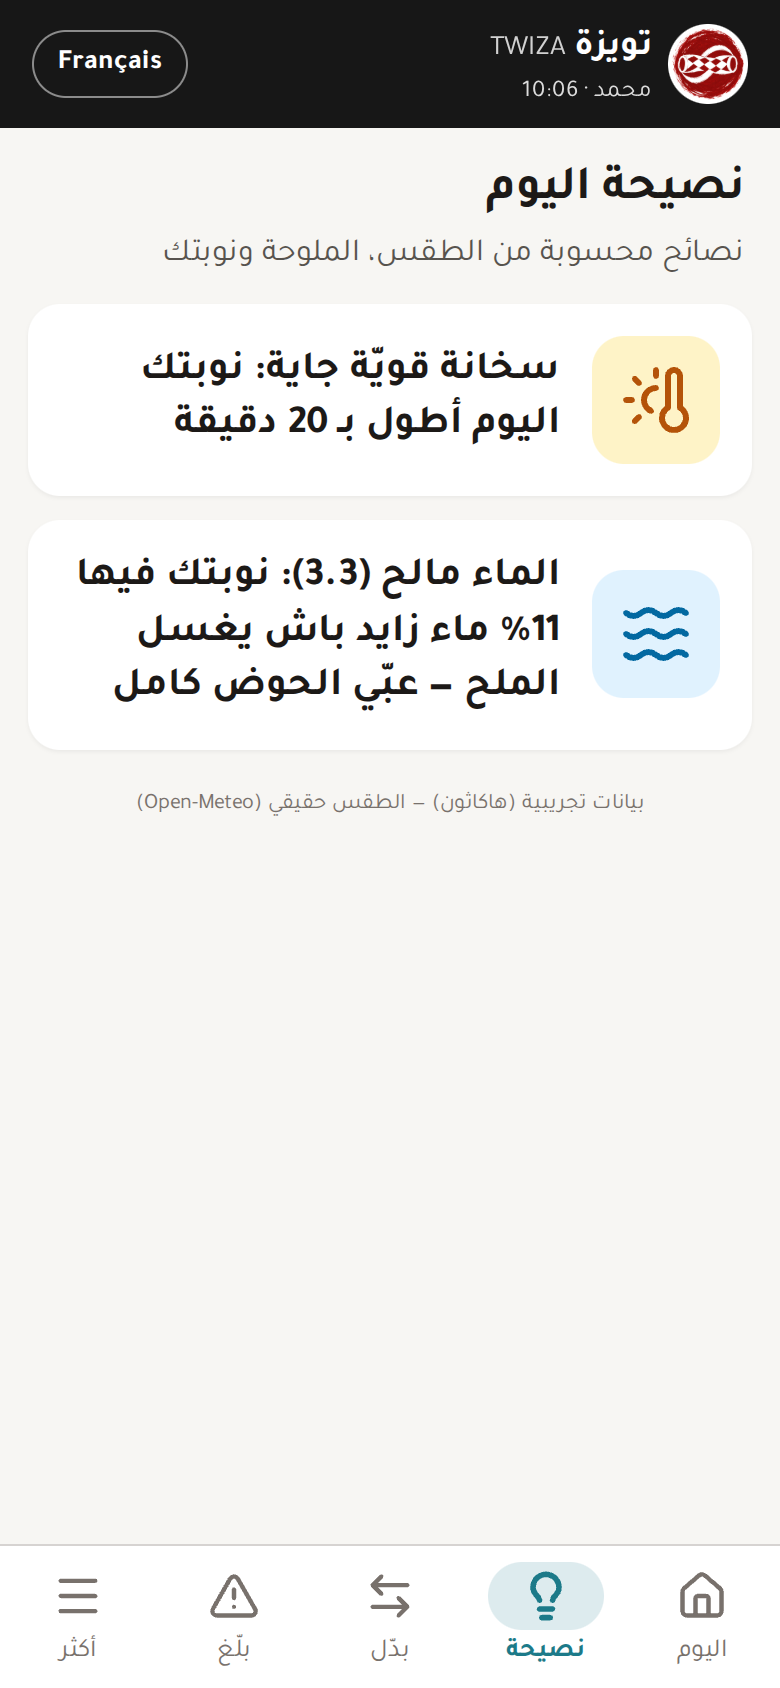 تويزة TWIZA
محمد · 10:06
Français
نصيحة اليوم
نصائح محسوبة من الطقس، الملوحة ونوبتك
سخانة قويّة جاية: نوبتك
اليوم أطول بـ 20 دقيقة
الماء مالح (3.3): نوبتك فيها
11% ماء زايد باش يغسل
الملح – عبّي الحوض كامل
بيانات تجريبية (هاكاثون) – الطقس حقيقي (Open-Meteo)
اليوم
نصيحة
بدّل
بلّغ
أكثر